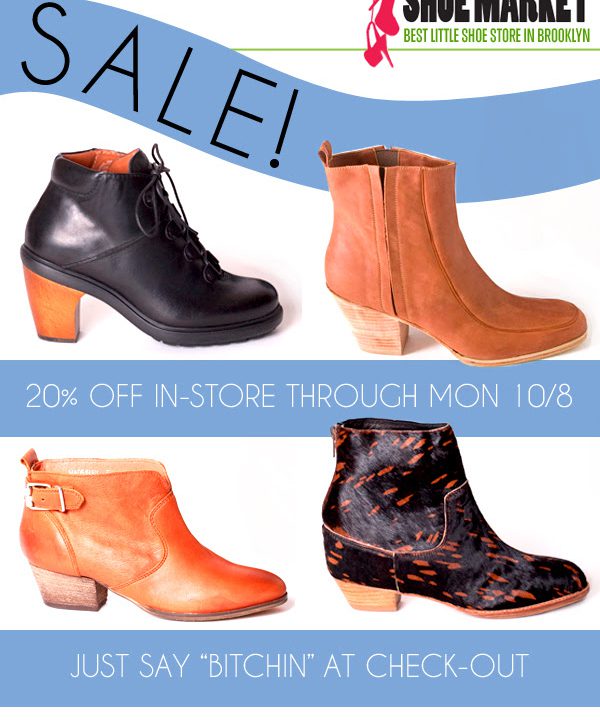 SHOE MARKET
BEST LITTLE SHOE STORE IN BROOKLYN
SALE!
20% OFF IN-STORE THROUGH MON 10/8
JUST SAY “BITCHIN” AT CHECK-OUT